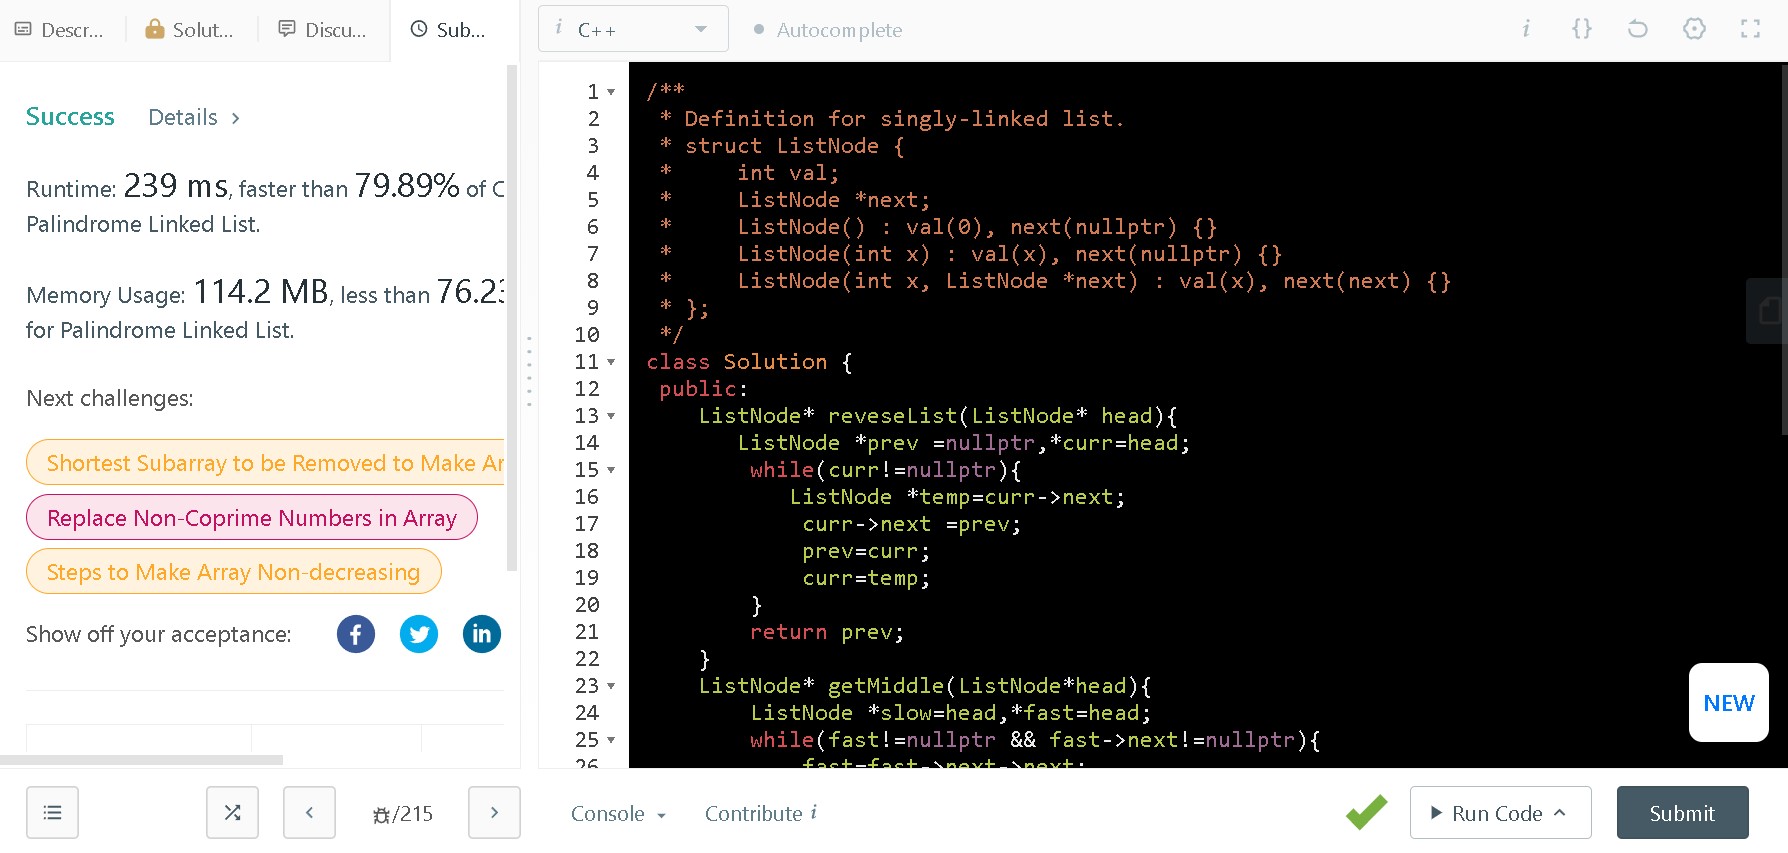 Descr...
Solut...
Discu...
Sub...
i C++
Autocomplete
i {}
Success Details >
Runtime: 239 ms, faster than 79.89% of C
Palindrome Linked List.
Memory Usage: 114.2 MB, less than 76.23
for Palindrome Linked List.
Next challenges:
Shortest Subarray to be Removed to Make Ar
Replace Non-Coprime Numbers in Array
Steps to Make Array Non-decreasing
Show off your acceptance:
f in
1 /**
2 * Definition for singly-linked list.
3 * struct ListNode {
4 *     int val;
5 *     ListNode *next;
6 *     ListNode() : val(0), next(nullptr) {}
7 *     ListNode(int x) : val(x), next(nullptr) {}
8 *     ListNode(int x, ListNode *next) : val(x), next(next) {}
9 * };
10 */
11 class Solution {
12 public:
13 ListNode* reveseList(ListNode* head){
14 ListNode *prev =nullptr,*curr=head;
15 while(curr!=nullptr){
16 ListNode *temp=curr->next;
17 curr->next =prev;
18 prev=curr;
19 curr=temp;
20 }
21 return prev;
22 }
23 ListNode* getMiddle(ListNode*head){
24 ListNode *slow=head,*fast=head;
25 while(fast!=nullptr && fast->next!=nullptr){
26 fast=fast->next->next;
NEW
/215
Console
Contribute i
Run Code
Submit